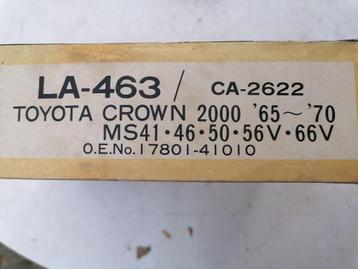 LA-463 / CA-2622
TOYOTA CROWN 2000 '65～'70
MS41・46・50・56V・66V
O.E.No.17801-41010